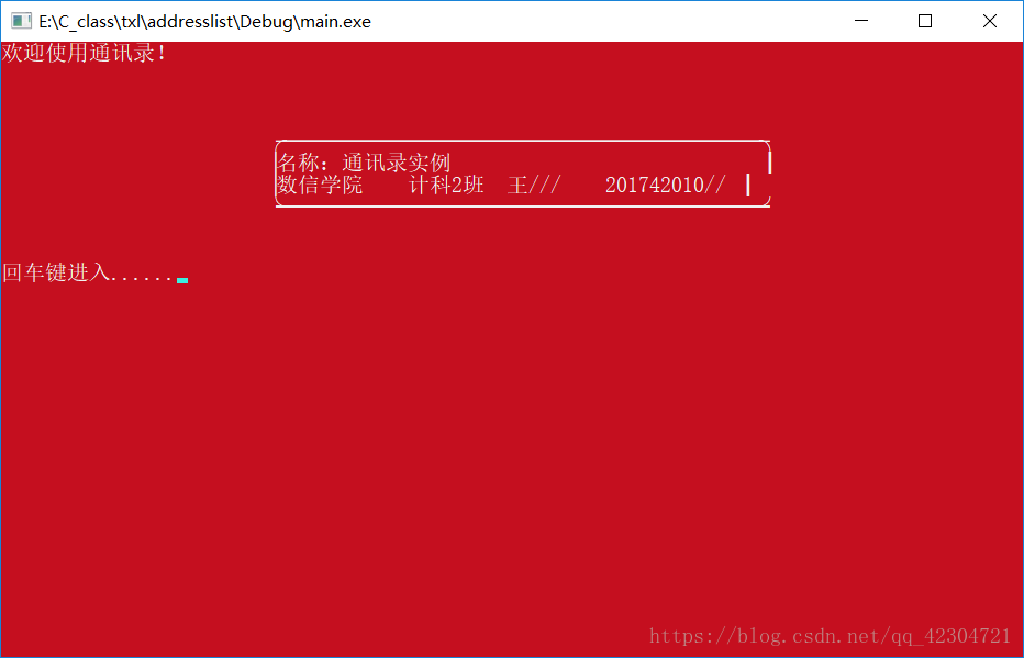 E:\C_class\txl\addresslist\Debug\main.exe
欢迎使用通讯录!
名称：通讯录实例
数信学院 计科2班 王/// 201742010//
回车键进入......
https://blog.csdn.net/qq_42304721